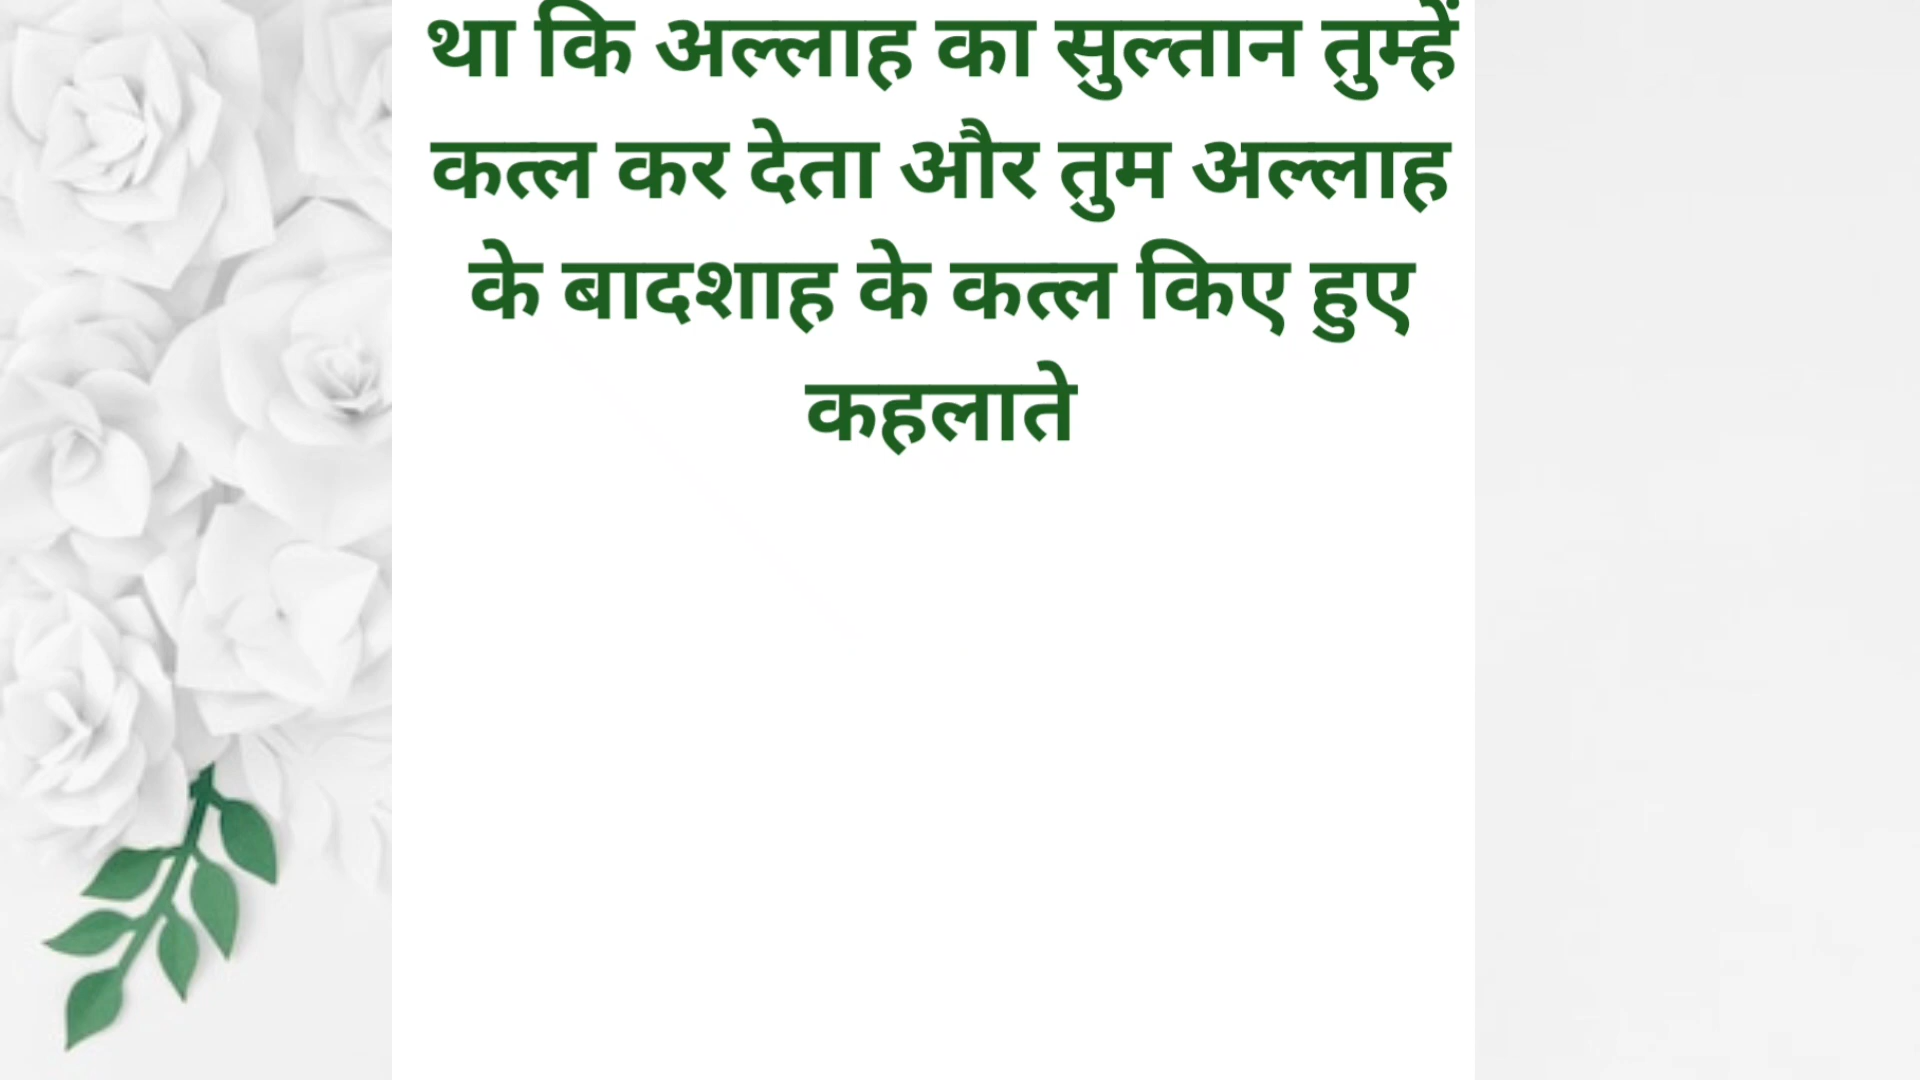 था कि अल्लाह का सुल्तान तुम्हें
कत्ल कर देता और तुम अल्लाह
के बादशाह के कत्ल किए हुए
कहलाते